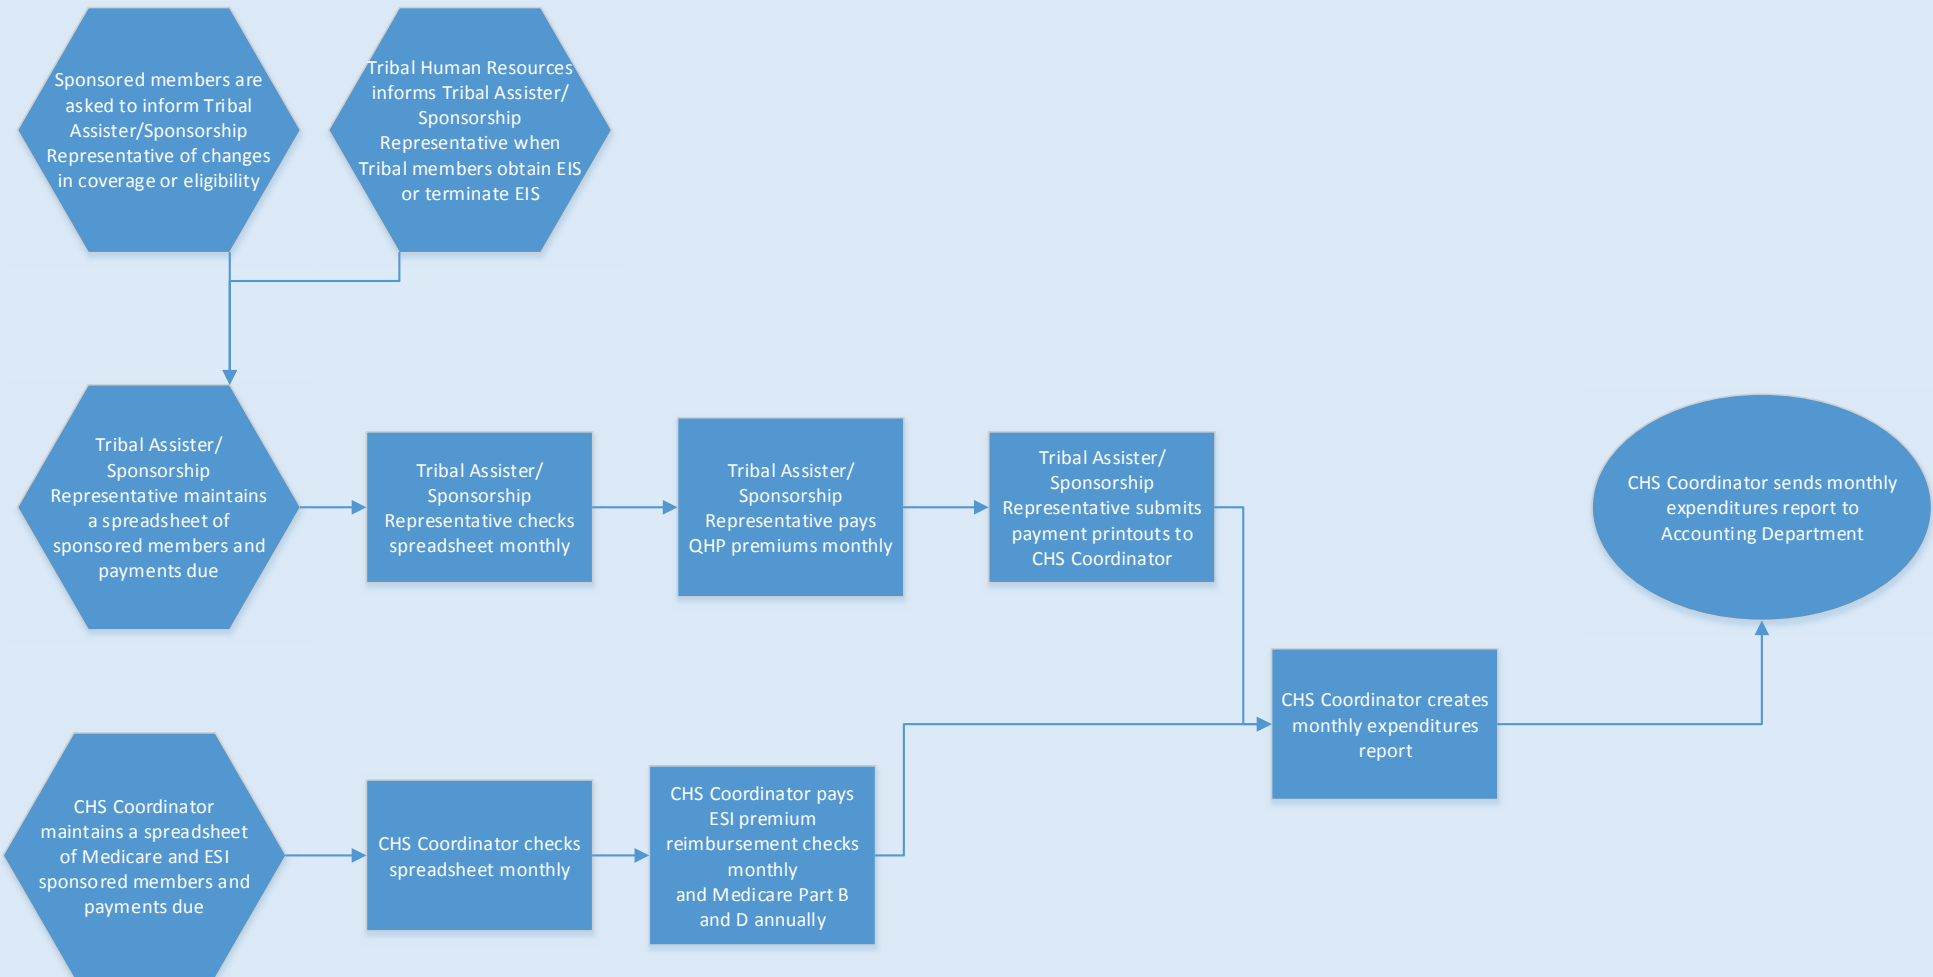 Sponsored members are
asked to inform Tribal
Assister/Sponsorship
Representative of changes
in coverage or eligibility
Tribal Human Resources
informs Tribal Assister/
Sponsorship
Representative when
Tribal members obtain EIS
or terminate EIS
Tribal Assister/
Sponsorship
Representative maintains
a spreadsheet of
sponsored members and
payments due
Tribal Assister/
Sponsorship
Representative checks
spreadsheet monthly
Tribal Assister/
Sponsorship
Representative pays
QHP premiums monthly
Tribal Assister/
Sponsorship
Representative submits
payment printouts to
CHS Coordinator
CHS Coordinator sends monthly
expenditures report to
Accounting Department
CHS Coordinator creates
monthly expenditures
report
CHS Coordinator
maintains a spreadsheet
of Medicare and ESI
sponsored members and
payments due
CHS Coordinator checks
spreadsheet monthly
CHS Coordinator pays
ESI premium
reimbursement checks
monthly
and Medicare Part B
and D annually